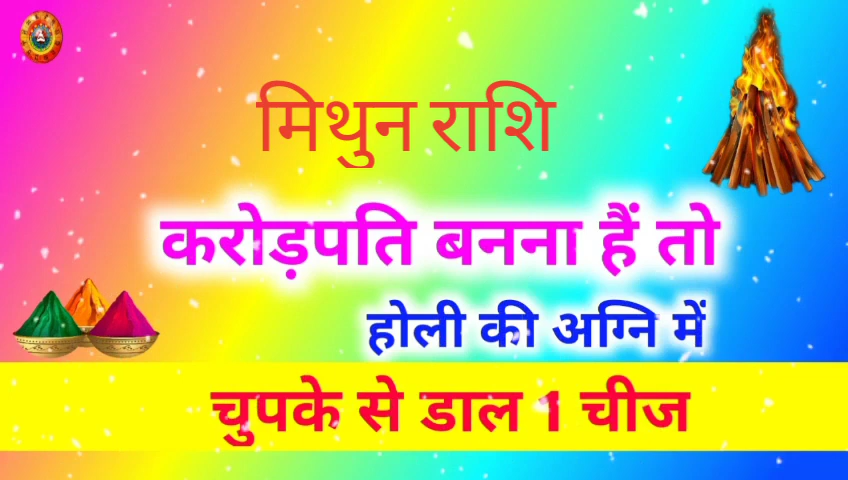 मिथुन राशि
करोड़पति बनना हैं तो
होली की अग्नि में
चुपके से डाल 1 चीज